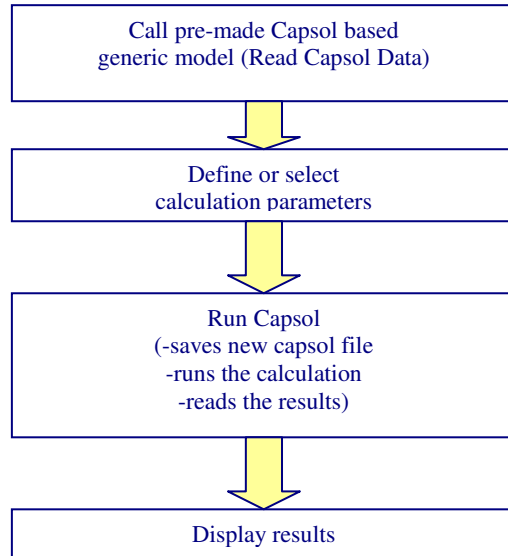 Call pre-made Capsol based
generic model (Read Capsol Data)
Define or select
calculation parameters
Run Capsol
(-saves new capsol file
-runs the calculation
-reads the results)
Display results